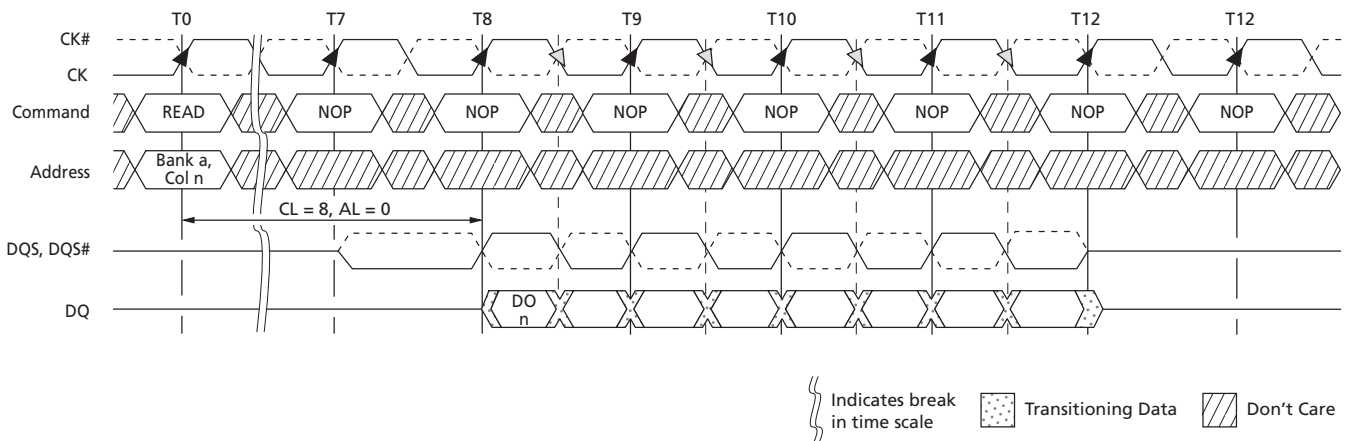 T0 T7 T8 T9 T10 T11 T12 T12
CK#
CK
Command READ NOP NOP NOP NOP NOP NOP NOP
Address Bank a,
Col n
CL = 8, AL = 0
DQS, DQS#
DQ DO
n
Indicates break
in time scale
Transitioning Data
Don't Care